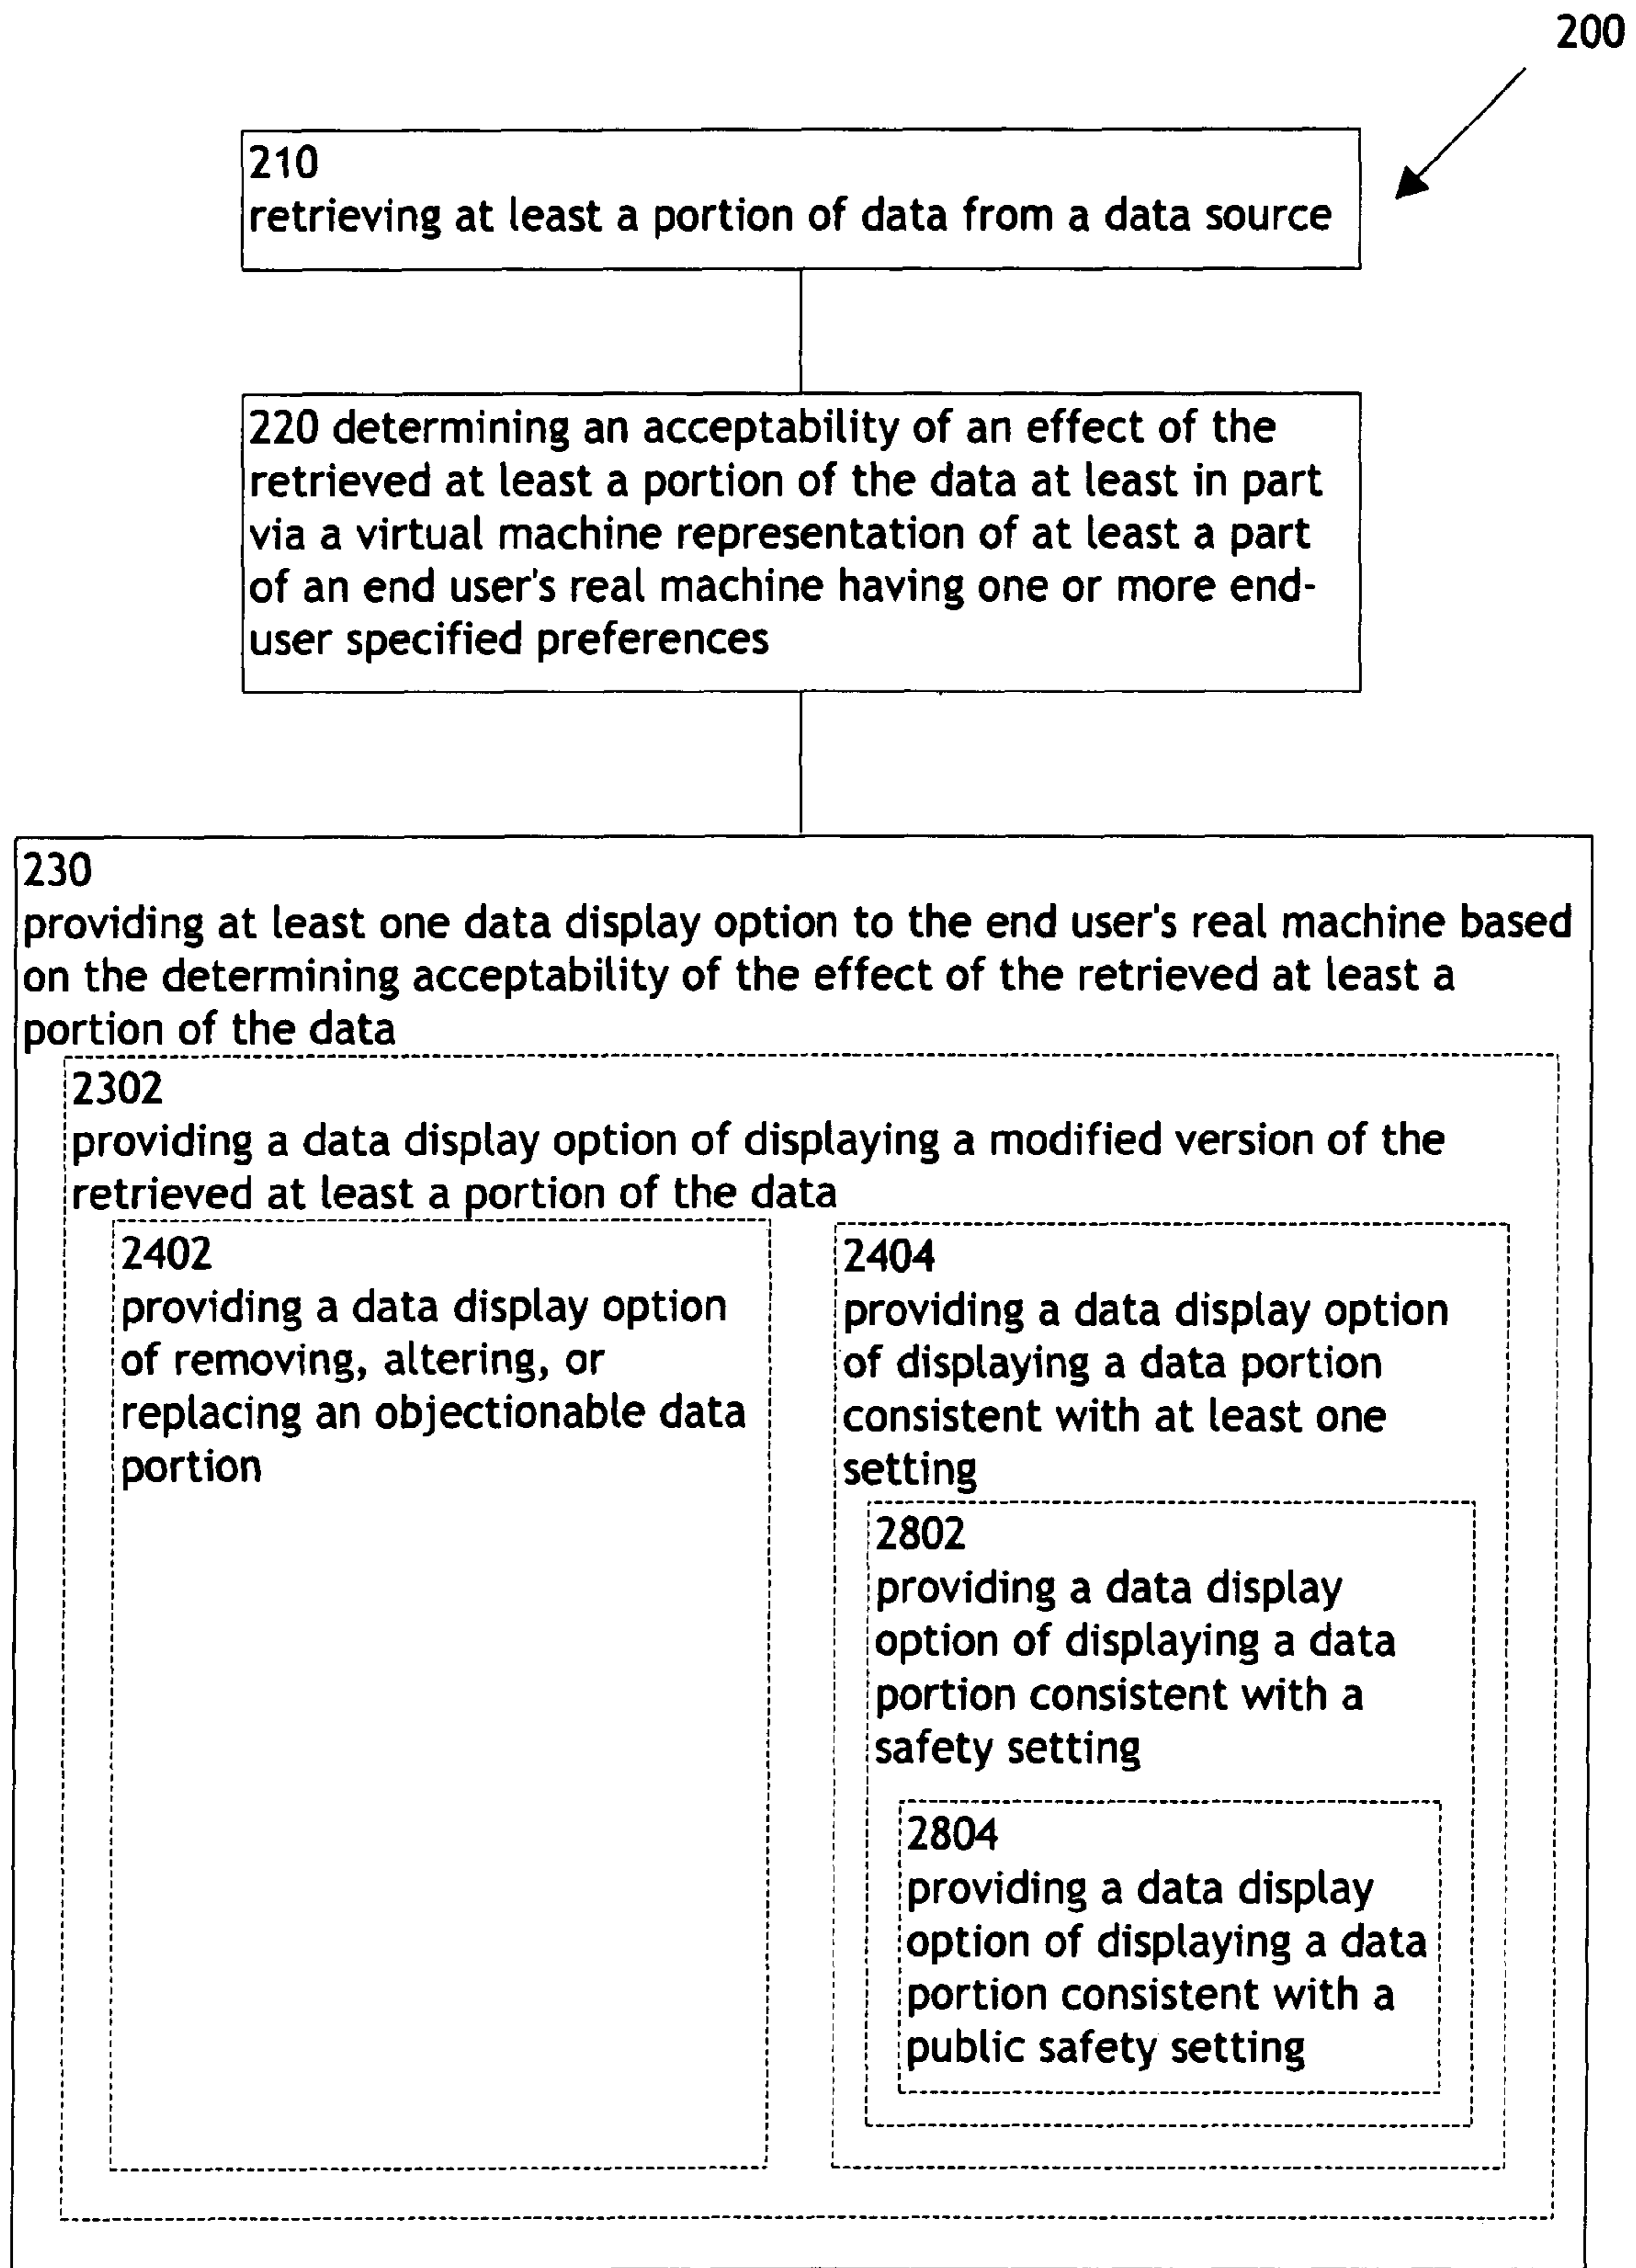 200
210
retrieving at least a portion of data from a data source
220 determining an acceptability of an effect of the
retrieved at least a portion of the data at least in part
via a virtual machine representation of at least a part
of an end user's real machine having one or more end-
user specified preferences
230
providing at least one data display option to the end user's real machine based
on the determining acceptability of the effect of the retrieved at least a
portion of the data
2302
providing a data display option of displaying a modified version of the
retrieved at least a portion of the data
2402
providing a data display option
of removing, altering, or
replacing an objectionable data
portion
2404
providing a data display option
of displaying a data portion
consistent with at least one
setting
2802
providing a data display
option of displaying a data
portion consistent with a
safety setting
2804
providing a data display
option of displaying a data
portion consistent with a
public safety setting